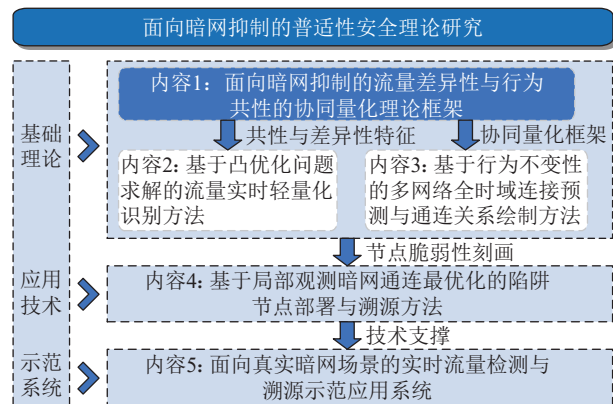 面向暗网抑制的普适性安全理论研究
内容1：面向暗网抑制的流量差异性与行为
共性的协同量化理论框架
基础
理论
共性与差异性特征
协同量化框架
内容2：基于凸优化问题
求解的流量实时轻量化
识别方法
内容3：基于行为不变性
的多网络全时域连接预
测与通连关系绘制方法
节点脆弱性刻画
应用
技术
内容4：基于局部观测暗网通连最优化的陷阱
节点部署与溯源方法
技术支撑
示范
系统
内容5：面向真实暗网场景的实时流量检测与
溯源示范应用系统